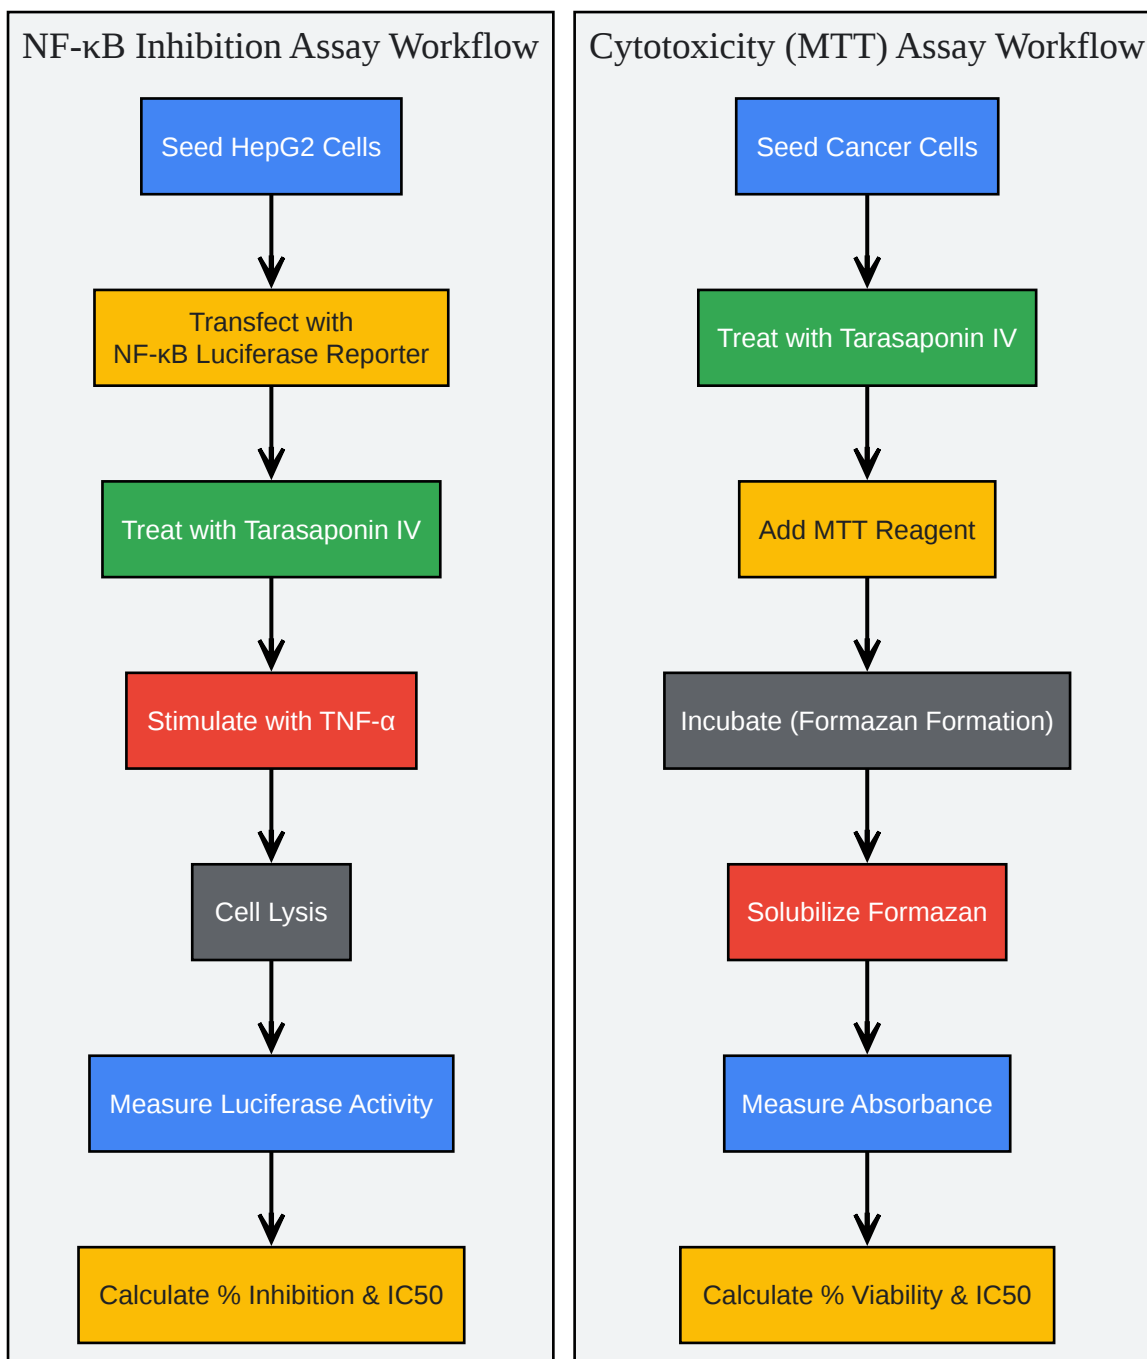 NF-κB Inhibition Assay Workflow
Seed HepG2 Cells
Transfect with
NF-κB Luciferase Reporter
Treat with Tarasaponin IV
Stimulate with TNF-α
Cell Lysis
Measure Luciferase Activity
Calculate % Inhibition & IC50
Cytotoxicity (MTT) Assay Workflow
Seed Cancer Cells
Treat with Tarasaponin IV
Add MTT Reagent
Incubate (Formazan Formation)
Solubilize Formazan
Measure Absorbance
Calculate % Viability & IC50